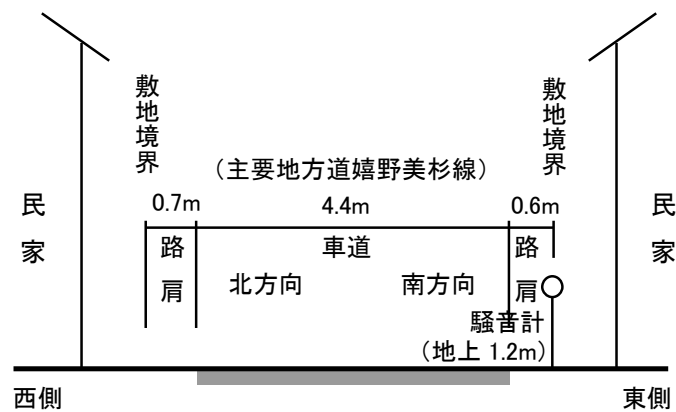 敷地境界
敷地境界
（主要地方道嬉野美杉線）
0.7m
4.4m
0.6m
民家
路肩
車道
路肩
民家
北方向
南方向
騒音計
（地上 1.2m）
西側
東側